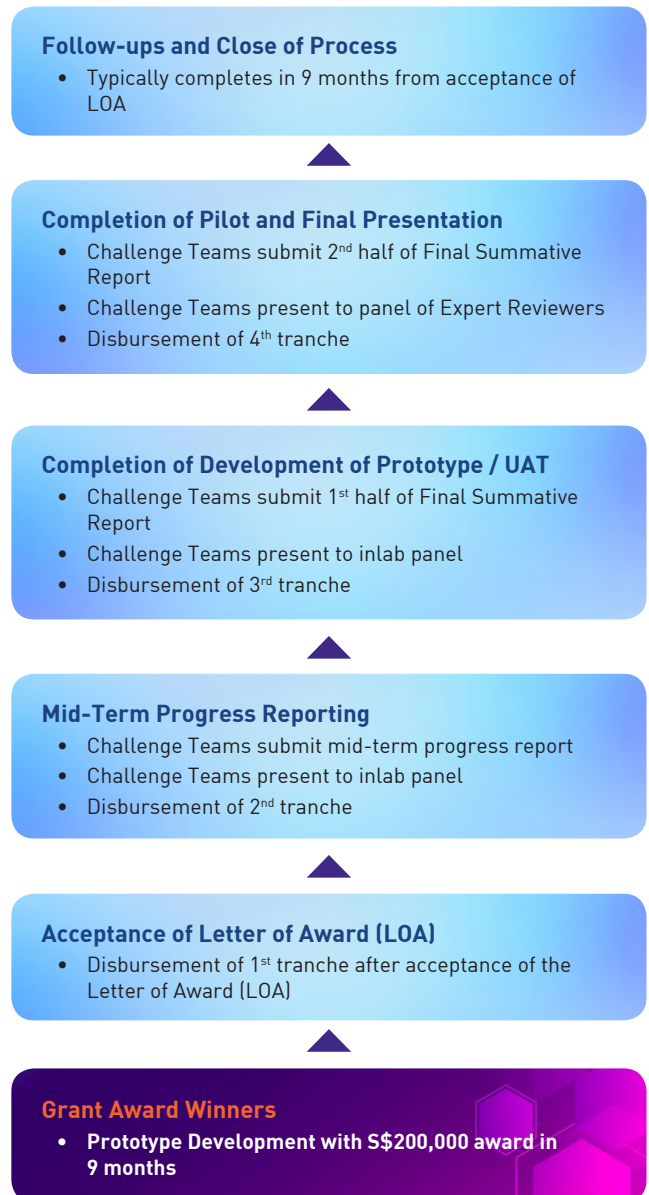 Follow-ups and Close of Process
• Typically completes in 9 months from acceptance of
LOA
Completion of Pilot and Final Presentation
• Challenge Teams submit 2nd half of Final Summative
Report
• Challenge Teams present to panel of Expert Reviewers
• Disbursement of 4th tranche
Completion of Development of Prototype / UAT
• Challenge Teams submit 1st half of Final Summative
Report
• Challenge Teams present to inlab panel
• Disbursement of 3rd tranche
Mid-Term Progress Reporting
• Challenge Teams submit mid-term progress report
• Challenge Teams present to inlab panel
• Disbursement of 2nd tranche
Acceptance of Letter of Award (LOA)
• Disbursement of 1st tranche after acceptance of the
Letter of Award (LOA)
Grant Award Winners
• Prototype Development with S$200,000 award in
9 months